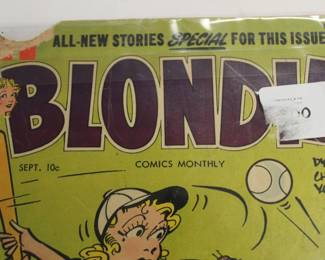 ALL-NEW STORIES SPECIAL FOR THIS ISSUE
BLONDI
SEPT. 10c
COMICS MONTHLY